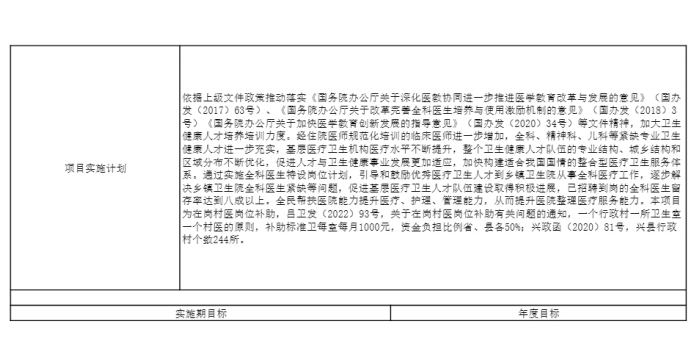 项目实施计划
依据上级文件政策推动落实《国务院办公厅关于深化医教协同进一步推进医学教育改革与发展的意见》（国办
发（2017）63号）、《国务院办公厅关于改革完善全科医生培养与使用激励机制的意见》（国办发（2018）3
号）《国务院办公厅关于加快医学教育创新发展的指导意见》（国办发（2020）34号）等文件精神，加大卫生
健康人才培养培训力度。经住院医师规范化培训的临床医师进一步增加，全科、精神科、儿科等紧缺专业卫生
健康人才进一步充实，基层医疗卫生机构医疗水平不断提升，整个卫生健康人才队伍的专业结构、城乡结构和
区域分布不断优化，促进人才与卫生健康事业发展更加适应，加快构建适合我国国情的整合型医疗卫生服务体
系，通过实施全科医生特设岗位计划，引导和鼓励优秀医疗卫生人才到乡镇卫生院从事全科医疗工作，逐步解
决乡镇卫生院全科医生紧缺等问题，促进基层医疗卫生人才队伍建设取得积极进展，已招聘到岗的全科医生留
存率达到八成以上。全民帮扶医院能力提升医疗、护理、管理能力，从而提升医院整理医疗服务能力。本项目
为在岗村医岗位补助，吕卫发（2022）93号，关于在岗村医岗位补助有关问题的通知，一个行政村一所卫生室
一个村医的原则，补助标准卫每室每月1000元，资金负担比例省、县各50%；兴政函（2020）81号，兴县行政
村个数244所。
实施期目标
年度目标